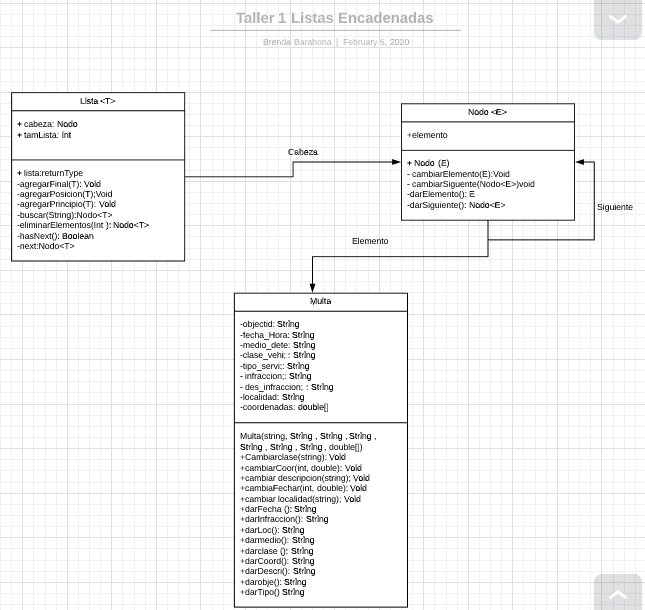 Taller 1 Listas Encadenadas
Brenda Barahona | February 5, 2020
Lista <T>
+ cabeza: Nodo
+ tamLista: int
+ lista:returnType
-agregarFinal(T): Void
-agregarPosicion(T);Void
-agregarPrincipio(T): Void
-buscar(String):Nodo<T>
-eliminarElementos(Int ): Nodo<T>
-hasNext(): Boolean
-next:Nodo<T>
Cabeza
Nodo <E>
+elemento
+ Nodo (E)
- cambiarElemento(E):Void
- cambiarSiguente(Nodo<E>)void
-darElemento(): E
-darSiguiente(): Nodo<E>
Siguiente
Elemento
Multa
-objectid: String
-fecha_Hora: String
-medio_dete: String
-clase_vehi; : String
-tipo_servi;: String
- infraccion;: String
- des_infraccion; : String
-localidad: String
-coordenadas: double[]
Multa(string, String , String , String ,
String , String , String , double[])
+Cambiarclase(string): Void
+cambiarCoor(int, double): Void
+cambiar descripcion(string); Void
+cambiaFechar(int, double): Void
+cambiar localidad(string); Void
+darFecha (): String
+darInfraccion(): String
+darLoc(): String
+darmedio(): String
+darclase (): String
+darCoord(): String
+darDescri(): String
+darobje(): String
+darTipo() String